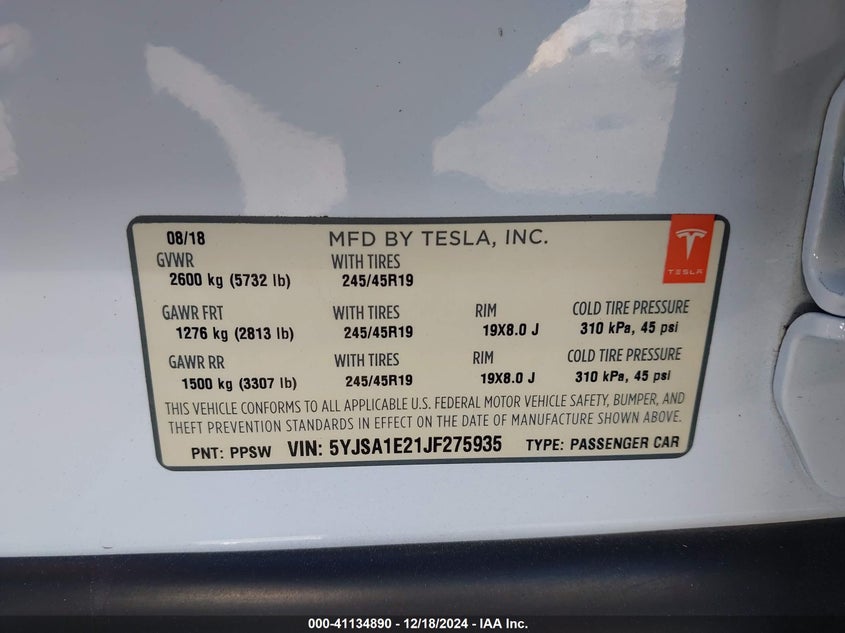 08/18 MFD BY TESLA, INC.
TESLA
GVWR WITH TIRES
2600 kg (5732 lb) 245/45R19
GAWR FRT WITH TIRES RIM COLD TIRE PRESSURE
1276 kg (2813 lb) 245/45R19 19X8.0 J 310 kPa, 45 psi
GAWR RR WITH TIRES RIM COLD TIRE PRESSURE
1500 kg (3307 lb) 245/45R19 19X8.0 J 310 kPa, 45 psi
THIS VEHICLE CONFORMS TO ALL APPLICABLE U.S. FEDERAL MOTOR VEHICLE SAFETY, BUMPER, AND
THEFT PREVENTION STANDARDS IN EFFECT ON THE DATE OF MANUFACTURE SHOWN ABOVE.
PNT: PPSW VIN: 5YJSA1E21JF275935 TYPE: PASSENGER CAR
000-41134890 - 12/18/2024 - IAA Inc.